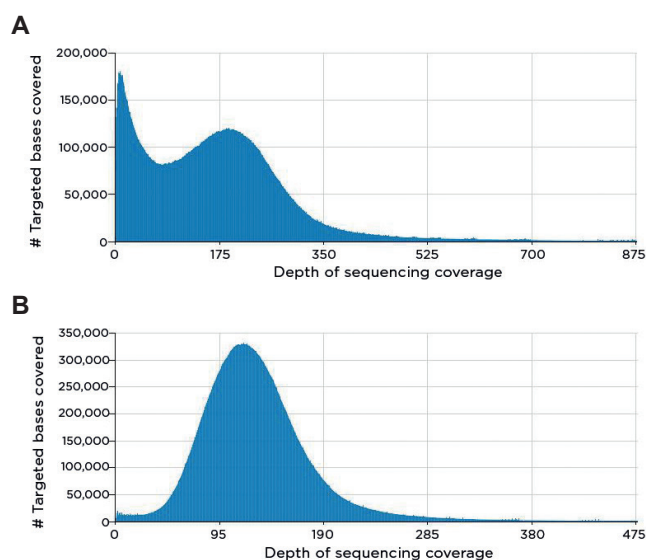 A
# Targeted bases covered
200,000
150,000
100,000
50,000
0
0 175 350 525 700 875
Depth of sequencing coverage
B
# Targeted bases covered
350,000
300,000
250,000
200,000
150,000
100,000
50,000
0
0 95 190 285 380 475
Depth of sequencing coverage